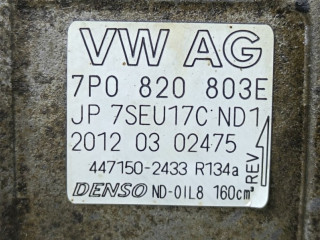 VW AG
7P0 820 803E
JP 7SEU17C ND1
2012 03 02475
447150-2433 R134a
DENSO ND-OIL8 160cm³
REV